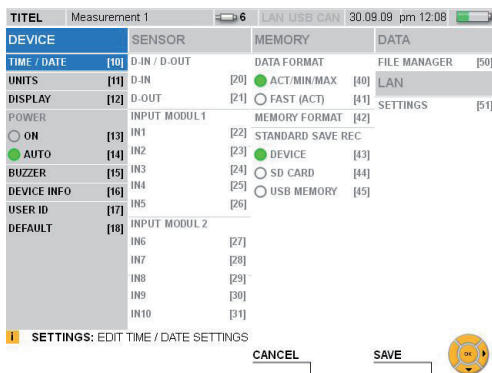 TITEL Measurement 1 6 LAN USB CAN 30.09.09 pm 12:08
DEVICE SENSOR MEMORY DATA
TIME / DATE [10] D-IN / D-OUT DATA FORMAT FILE MANAGER [50]
UNITS [11] D-IN [20] ACT/MIN/MAX [40] LAN
DISPLAY [12] D-OUT [21] FAST (ACT) [41] SETTINGS [51]
POWER INPUT MODUL1 MEMORY FORMAT [42]
ON [13] IN1 [22] STANDARD SAVE REC
AUTO [14] IN2 [23] DEVICE [43]
BUZZER [15] IN3 [24] SD CARD [44]
DEVICE INFO [16] IN4 [25] USB MEMORY [45]
USER ID [17] IN5 [26]
DEFAULT [18] INPUT MODUL 2
IN6 [27]
IN7 [28]
IN8 [29]
IN9 [30]
IN10 [31]
i SETTINGS: EDIT TIME / DATE SETTINGS
CANCEL SAVE OK